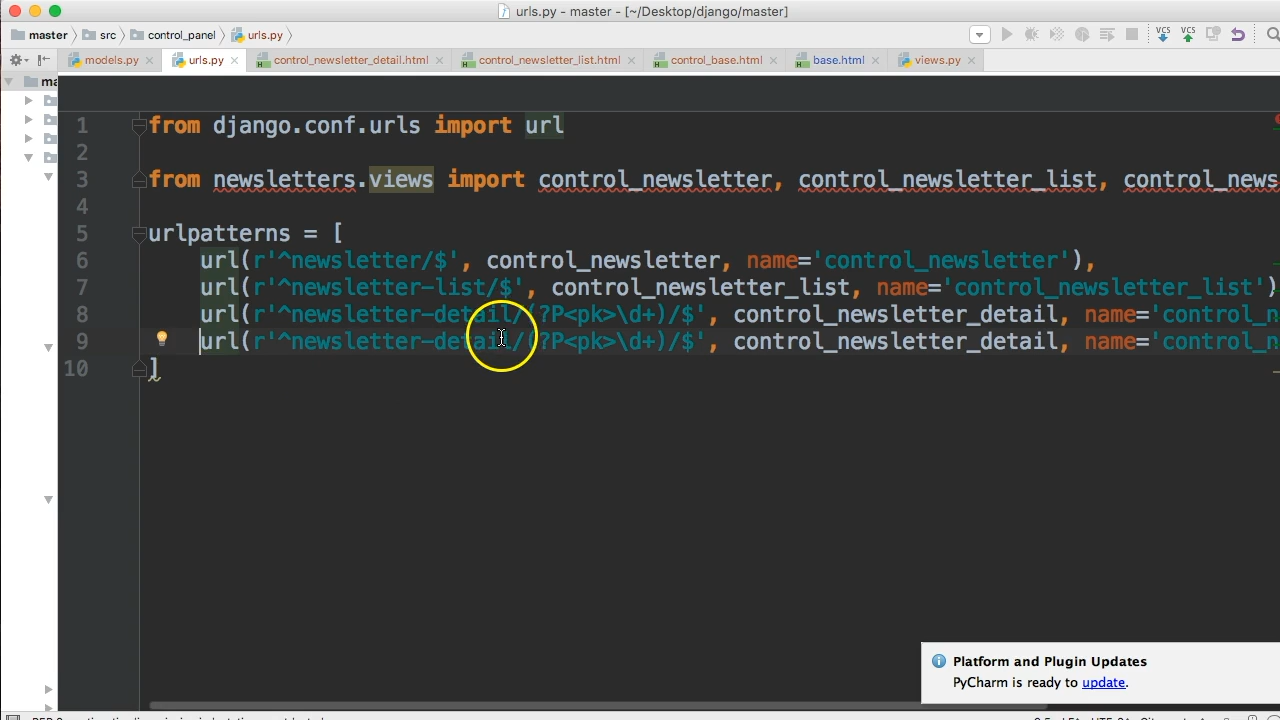 urls.py - master - [~/Desktop/django/master]
master src control_panel urls.py
VCS VCS
models.py urls.py control_newsletter_detail.html control_newsletter_list.html control_base.html base.html views.py
ma
1 from django.conf.urls import url
2
3 from newsletters.views import control_newsletter, control_newsletter_list, control_news
4
5 urlpatterns = [
6 url(r'^newsletter/$', control_newsletter, name='control_newsletter'),
7 url(r'^newsletter-list/$', control_newsletter_list, name='control_newsletter_list')
8 url(r'^newsletter-detail/(?P<pk>\d+)/$', control_newsletter_detail, name='control_n
9 url(r'^newsletter-detail/(?P<pk>\d+)/$', control_newsletter_detail, name='control_n
10 ]
Platform and Plugin Updates
PyCharm is ready to update.